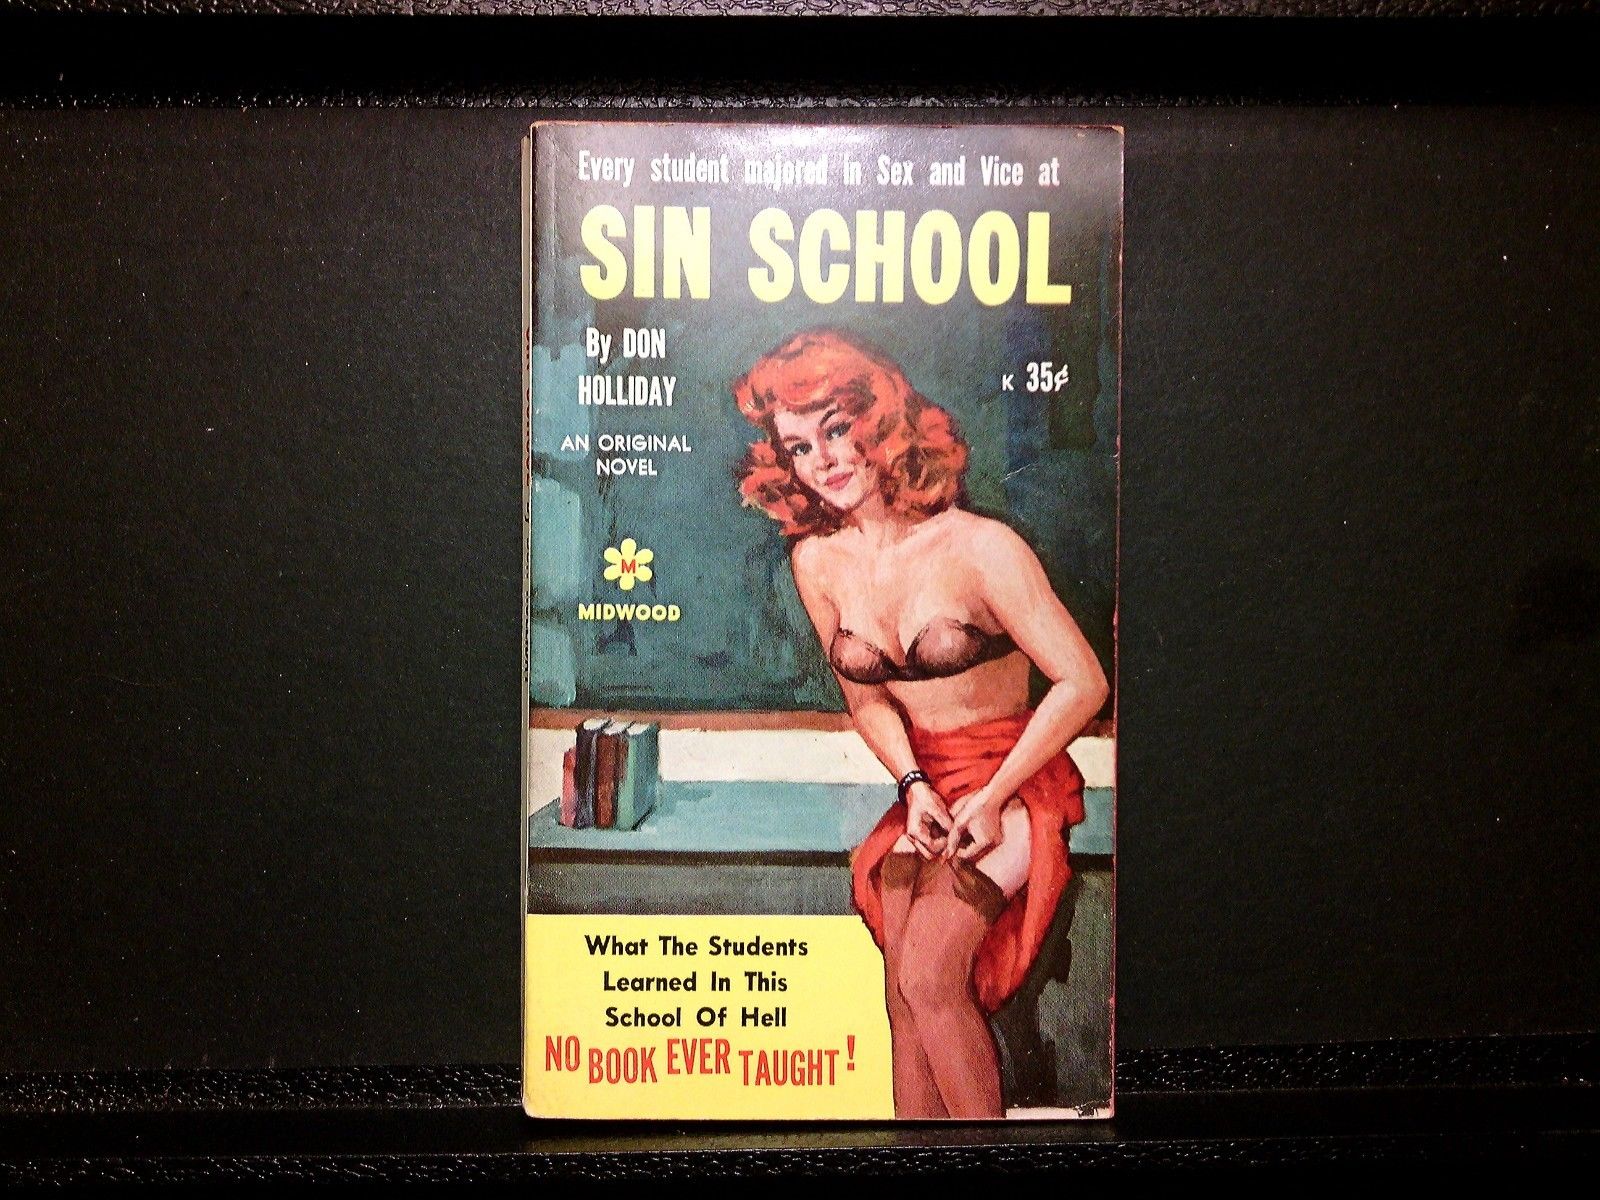 Every student majored in Sex and Vice at
SIN SCHOOL
By DON
HOLLIDAY
K 35¢
AN ORIGINAL
NOVEL
M
MIDWOOD
What The Students
Learned In This
School Of Hell
NO BOOK EVER TAUGHT!